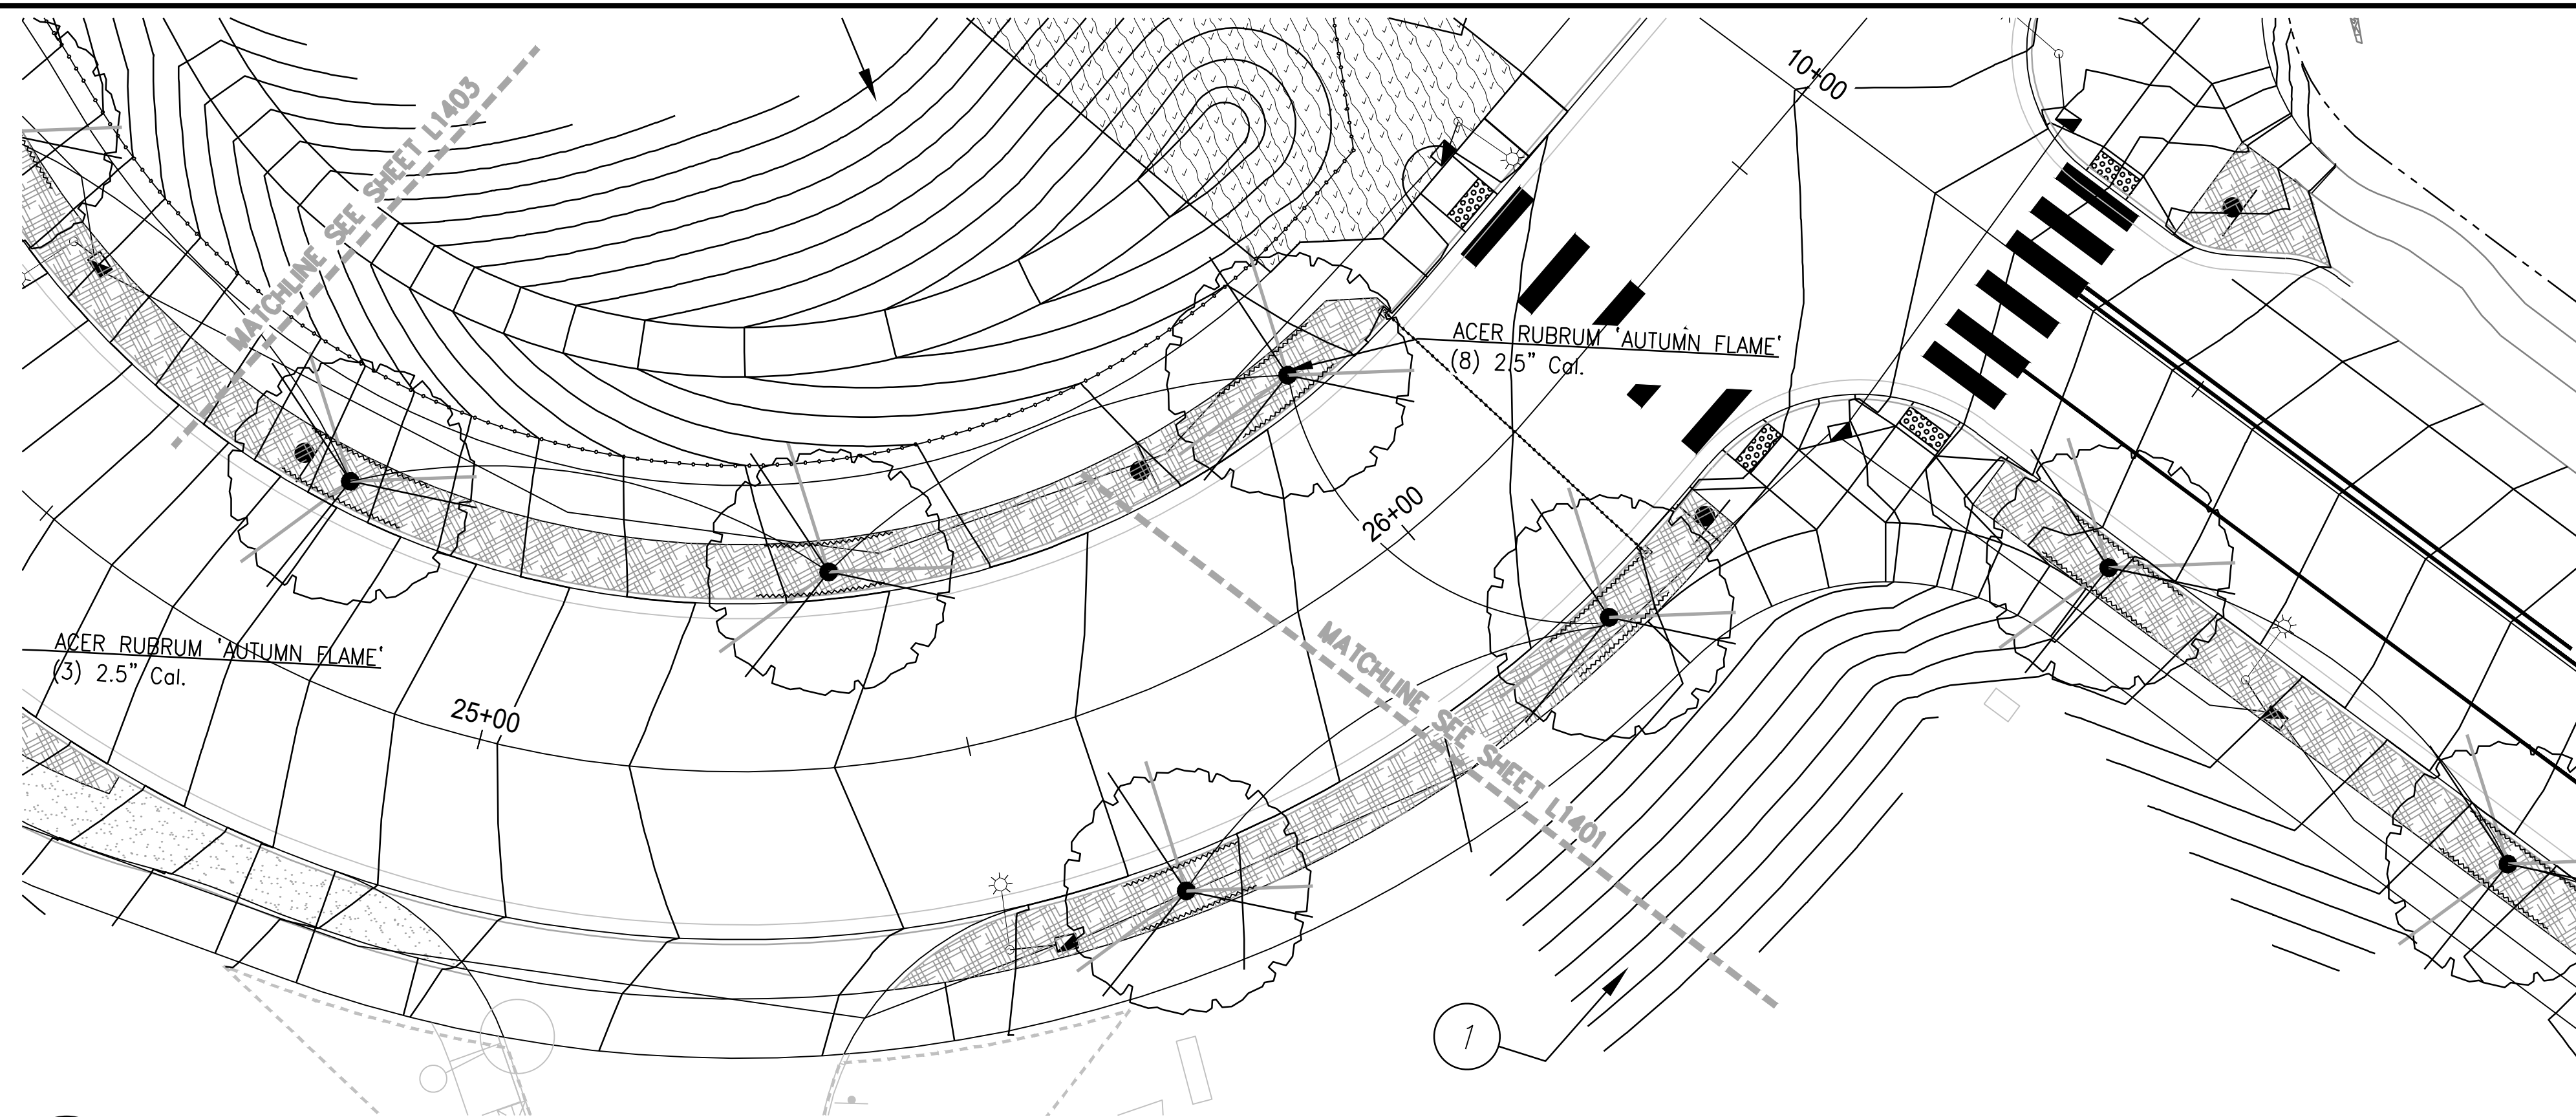 10+00
MATCHLINE SEE SHEET L1403
ACER RUBRUM 'AUTUMN FLAME'
(8) 2.5" Cal.
26+00
ACER RUBRUM 'AUTUMN FLAME'
(3) 2.5" Cal.
25+00
MATCHLINE SEE SHEET L1401
1